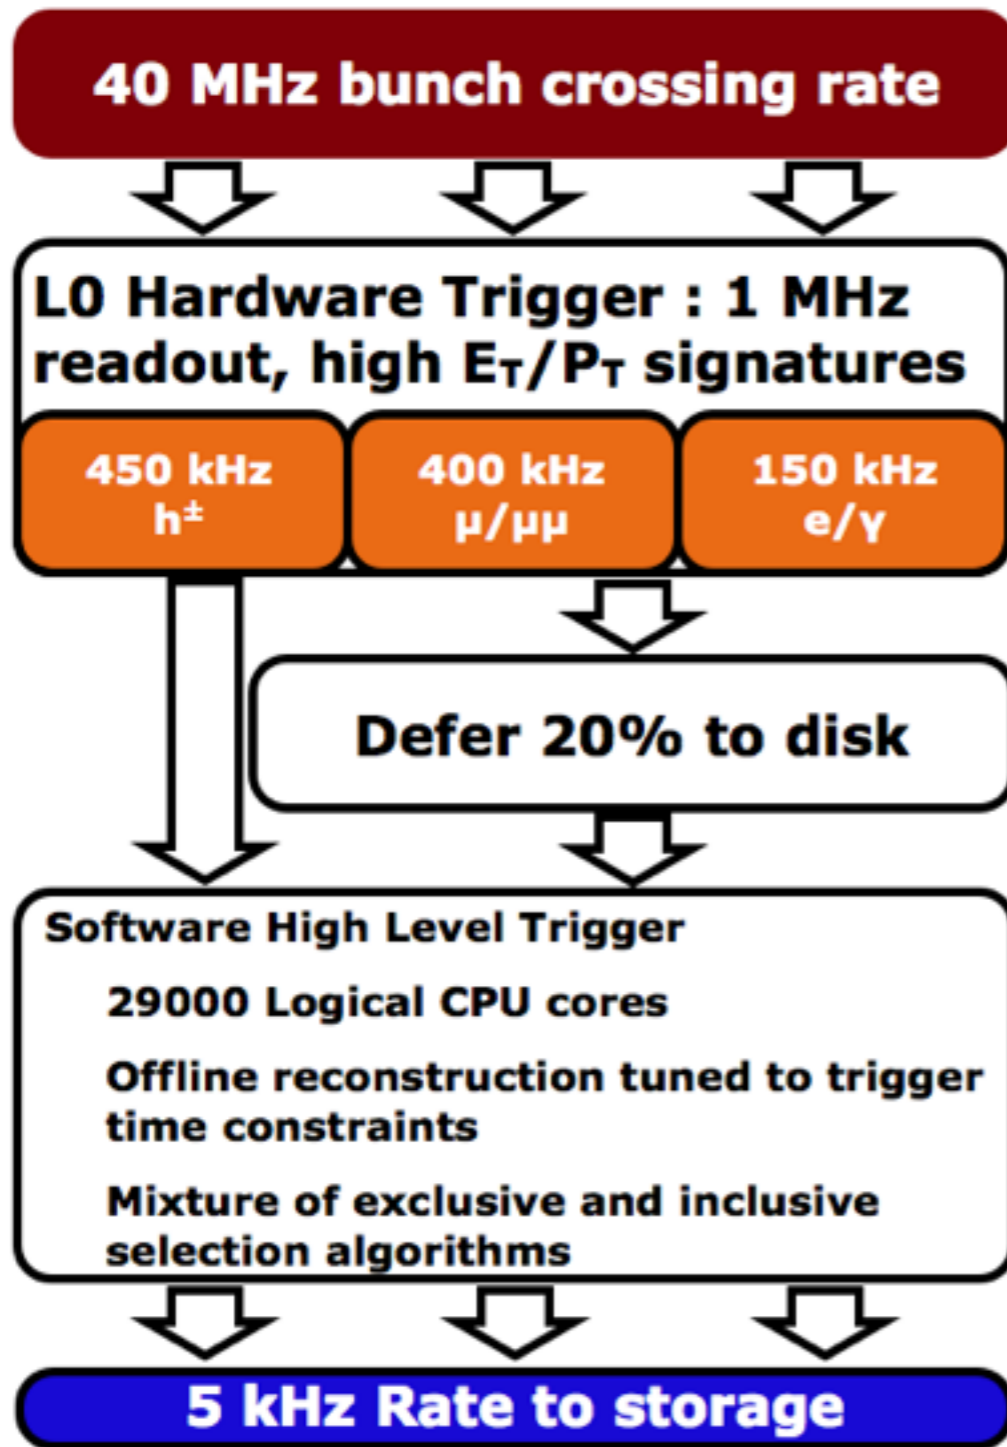 40 MHz bunch crossing rate
L0 Hardware Trigger : 1 MHz
readout, high E_T/P_T signatures
450 kHz
h±
400 kHz
μ/μμ
150 kHz
e/γ
Defer 20% to disk
Software High Level Trigger
29000 Logical CPU cores
Offline reconstruction tuned to trigger
time constraints
Mixture of exclusive and inclusive
selection algorithms
5 kHz Rate to storage